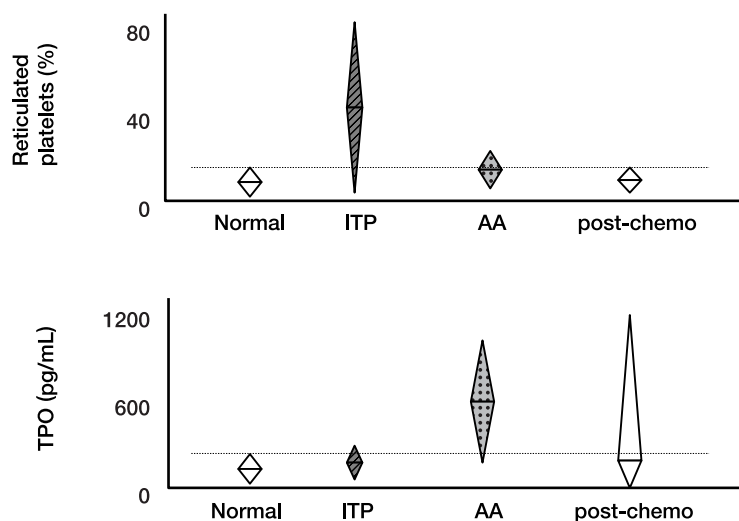 Reticulated
platelets (%)
80
40
0
Normal ITP AA post-chemo
TPO (pg/mL)
1200
600
0
Normal ITP AA post-chemo